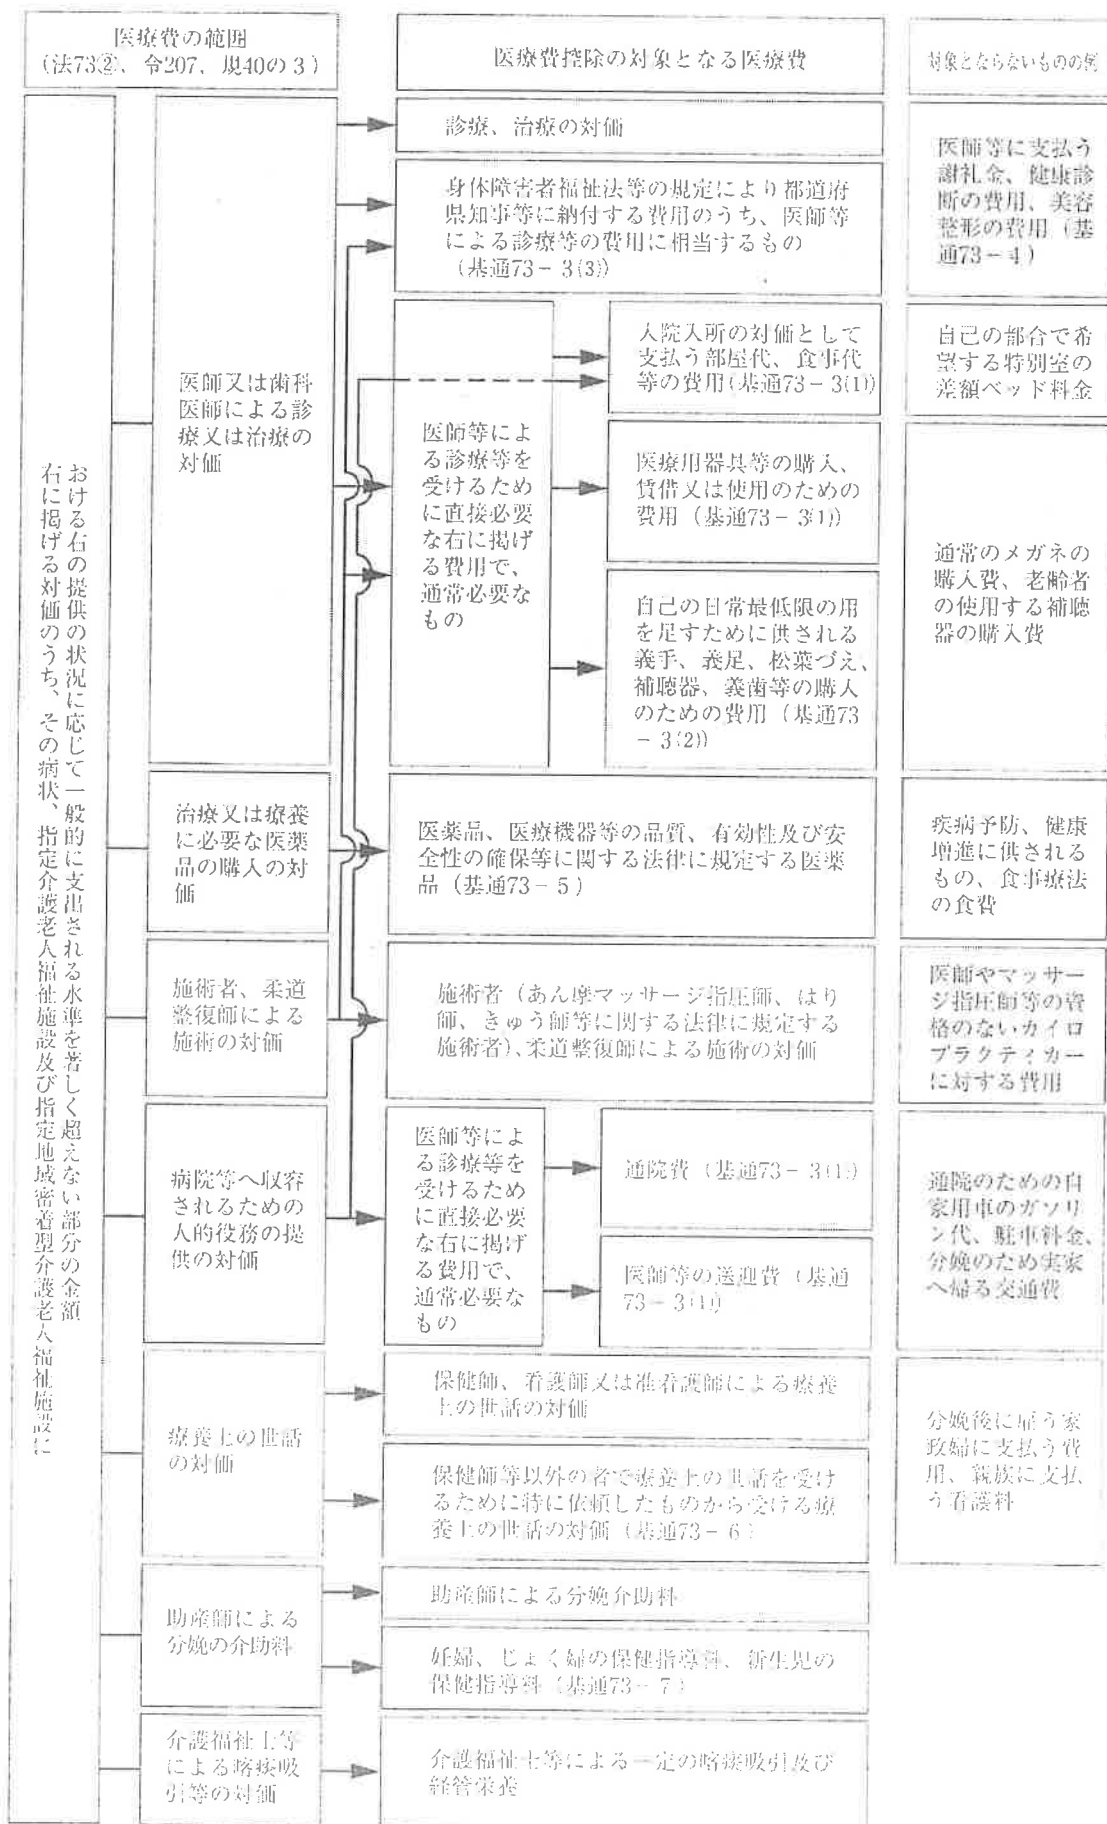 医療費の範囲
(法73②、令207、規40の3)
医療費控除の対象となる医療費
対象とならないものの例
右に掲げる対価のうち、その病状、指定介護老人福祉施設及び指定地域密着型介護老人福祉施設に
おける右の提供の状況に応じて一般的に支出される水準を著しく超えない部分の金額
医師又は歯科
医師による診
療又は治療の
対価
診療、治療の対価
身体障害者福祉法等の規定により都道府
県知事等に納付する費用のうち、医師等
による診療等の費用に相当するもの
(基通73-3(3))
医師等によ
る診療等を
受けるため
に直接必要
な右に掲げ
る費用で、
通常必要な
もの
入院入所の対価として
支払う部屋代、食事代
等の費用(基通73-3(1))
医療用器具等の購入、
賃借又は使用のための
費用(基通73-3(1))
自己の日常最低限の用
を足すために供される
義手、義足、松葉づえ、
補聴器、義歯等の購入
のための費用(基通73
-3(2))
医師等に支払う
謝礼金、健康診
断の費用、美容
整形の費用(基
通73-4)
自己の都合で希
望する特別室の
差額ベッド料金
通常のメガネの
購入費、老齢者
の使用する補聴
器の購入費
治療又は療養
に必要な医薬
品の購入の対
価
医薬品、医療機器等の品質、有効性及び安
全性の確保等に関する法律に規定する医薬
品(基通73-5)
疾病予防、健康
増進に供される
もの、食事療法
の食費
施術者、柔道
整復師による
施術の対価
施術者(あん摩マッサージ指圧師、はり
師、きゅう師等に関する法律に規定する
施術者)、柔道整復師による施術の対価
医師やマッサー
ジ指圧師等の資
格のないカイロ
プラクティカー
に対する費用
病院等へ収容
されるための
人的役務の提
供の対価
医師等によ
る診療等を
受けるため
に直接必要
な右に掲げ
る費用で、
通常必要な
もの
通院費(基通73-3(1))
医師等の送迎費(基通
73-3(1))
通院のための自
家用車のガソリ
ン代、駐車料金、
分娩のため実家
へ帰る交通費
療養上の世話
の対価
保健師、看護師又は准看護師による療養
上の世話の対価
保健師等以外の者で療養上の世話を受け
るために特に依頼したものから受ける療
養上の世話の対価(基通73-6)
分娩後に雇う家
政婦に支払う費
用、親族に支払
う看護料
助産師による
分娩の介助料
助産師による分娩介助料
妊婦、じょく婦の保健指導料、新生児の
保健指導料(基通73-7)
介護福祉士等
による喀痰吸
引等の対価
介護福祉士等による一定の喀痰吸引及び
経管栄養